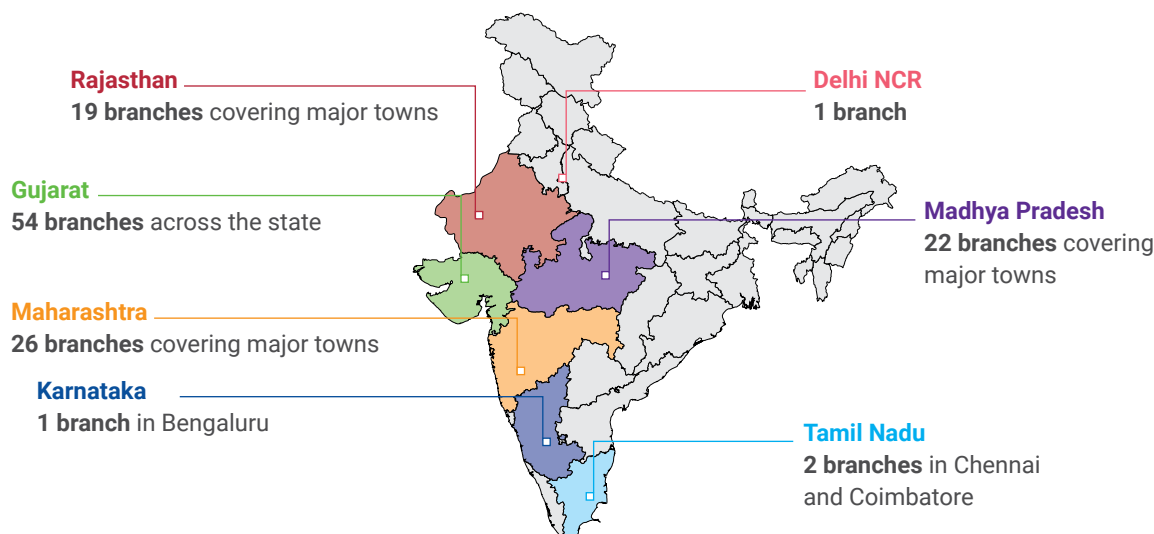 Rajasthan
19 branches covering major towns
Delhi NCR
1 branch
Gujarat
54 branches across the state
Madhya Pradesh
22 branches covering
major towns
Maharashtra
26 branches covering major towns
Karnataka
1 branch in Bengaluru
Tamil Nadu
2 branches in Chennai
and Coimbatore